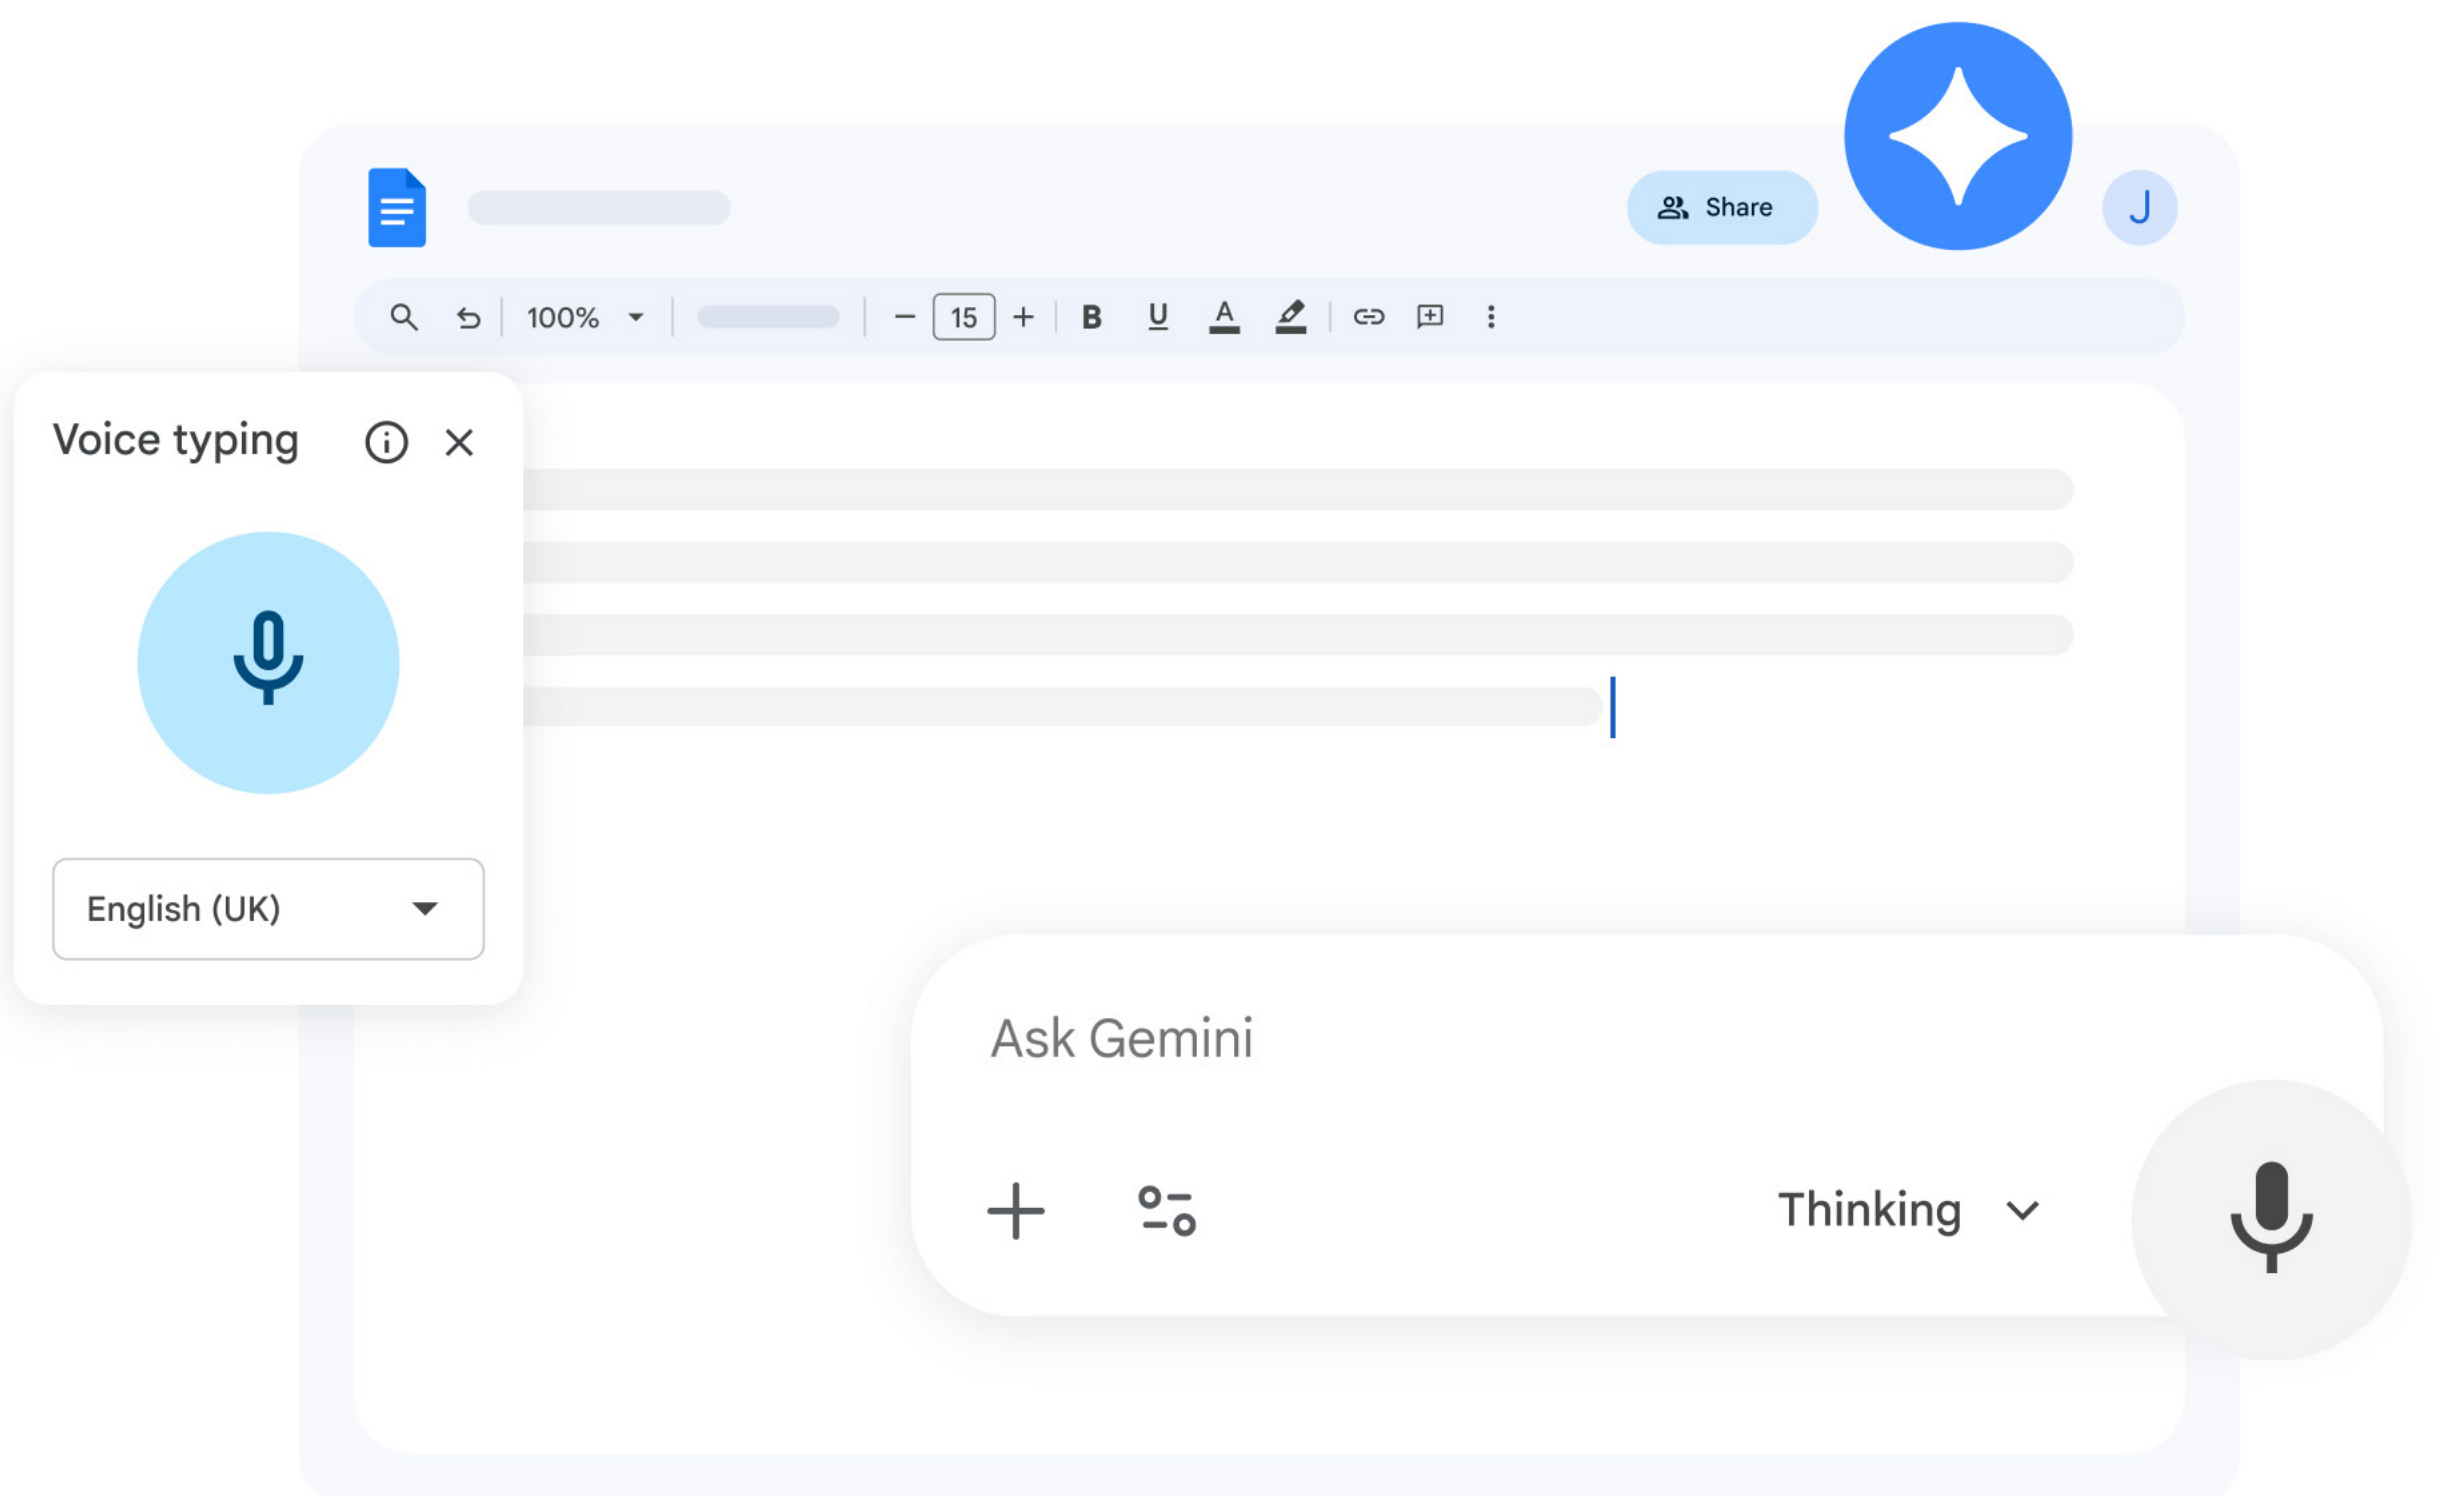 Share
J
100%
15
B
U
A
Voice typing
English (UK)
Ask Gemini
Thinking